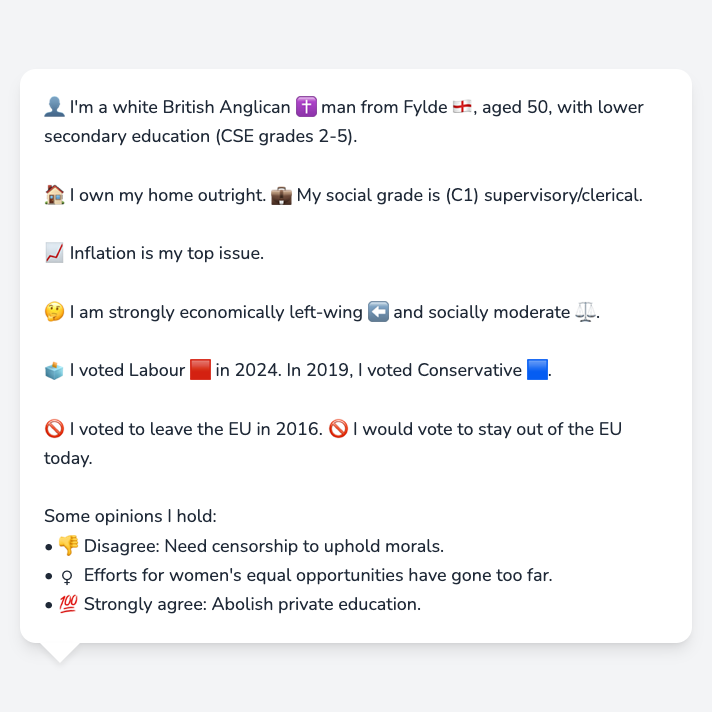 👤 I'm a white British Anglican ✝️ man from Fylde 🏴󠁧󠁢󠁥󠁮󠁧󠁿, aged 50, with lower
secondary education (CSE grades 2-5).
🏠 I own my home outright. 💼 My social grade is (C1) supervisory/clerical.
📈 Inflation is my top issue.
🤔 I am strongly economically left-wing ⬅️ and socially moderate ⚖️.
🗳️ I voted Labour 🟥 in 2024. In 2019, I voted Conservative 🟦.
🚫 I voted to leave the EU in 2016. 🚫 I would vote to stay out of the EU
today.
Some opinions I hold:
• 👎 Disagree: Need censorship to uphold morals.
• ♀ Efforts for women's equal opportunities have gone too far.
• 💯 Strongly agree: Abolish private education.